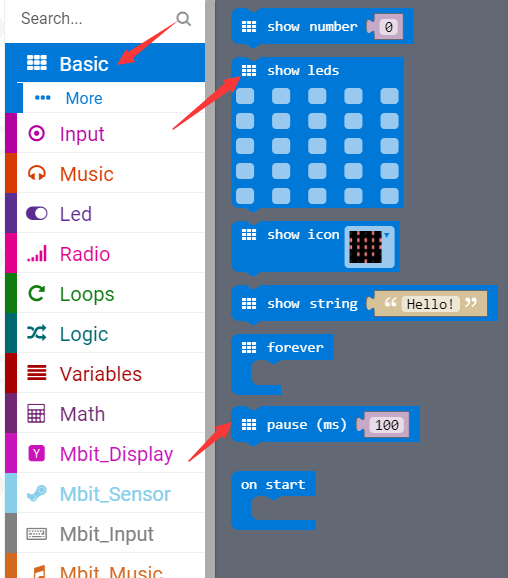 Search...
Basic
More
Input
Music
Led
Radio
Loops
Logic
Variables
Math
Mbit_Display
Mbit_Sensor
Mbit_Input
Mbit_Music
show number 0
show leds
show icon
show string “ Hello! ”
forever
pause (ms) 100
on start